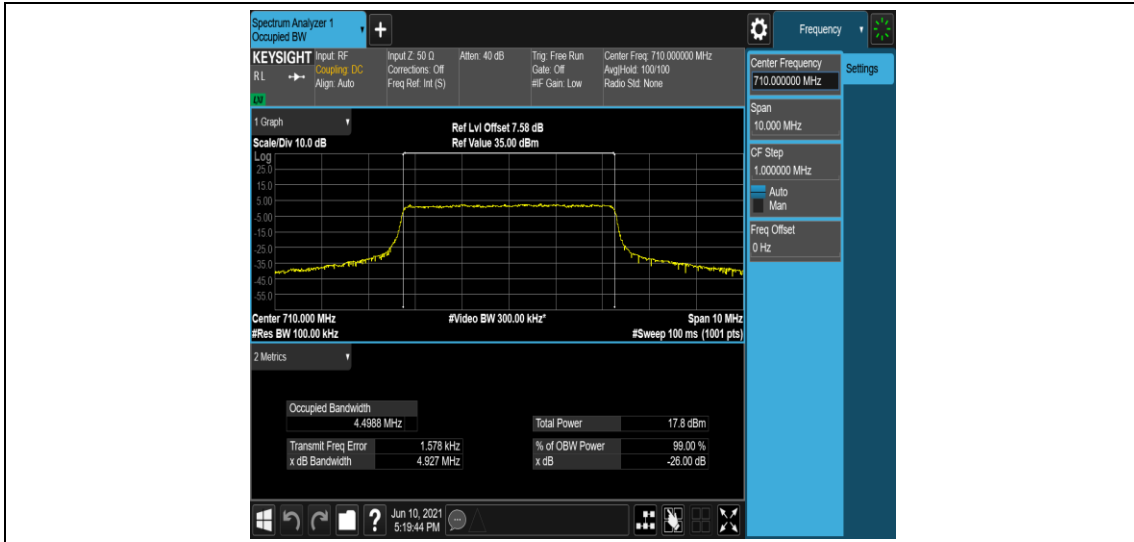 Spectrum Analyzer 1
Occupied BW
+
Frequency
KEYSIGHT
RL
LXI
Input: RF
Coupling: DC
Align: Auto
Input Z: 50 Ω
Corrections: Off
Freq Ref: Int (S)
Atten: 40 dB
Trig: Free Run
Gate: Off
#IF Gain: Low
Center Freq: 710.000000 MHz
Avg|Hold: 100/100
Radio Std: None
Center Frequency
710.000000 MHz
Settings
Span
10.000 MHz
CF Step
1.000000 MHz
Auto
Man
Freq Offset
0 Hz
1 Graph
Scale/Div 10.0 dB
Ref Lvl Offset 7.58 dB
Ref Value 35.00 dBm
Log
25.0
15.0
5.00
-5.00
-15.0
-25.0
-35.0
-45.0
-55.0
Center 710.000 MHz
#Video BW 300.00 kHz*
Span 10 MHz
#Res BW 100.00 kHz
#Sweep 100 ms (1001 pts)
2 Metrics
Occupied Bandwidth
4.4988 MHz
Total Power 17.8 dBm
Transmit Freq Error 1.578 kHz
% of OBW Power 99.00 %
x dB Bandwidth 4.927 MHz
x dB -26.00 dB
?
Jun 10, 2021
5:19:44 PM